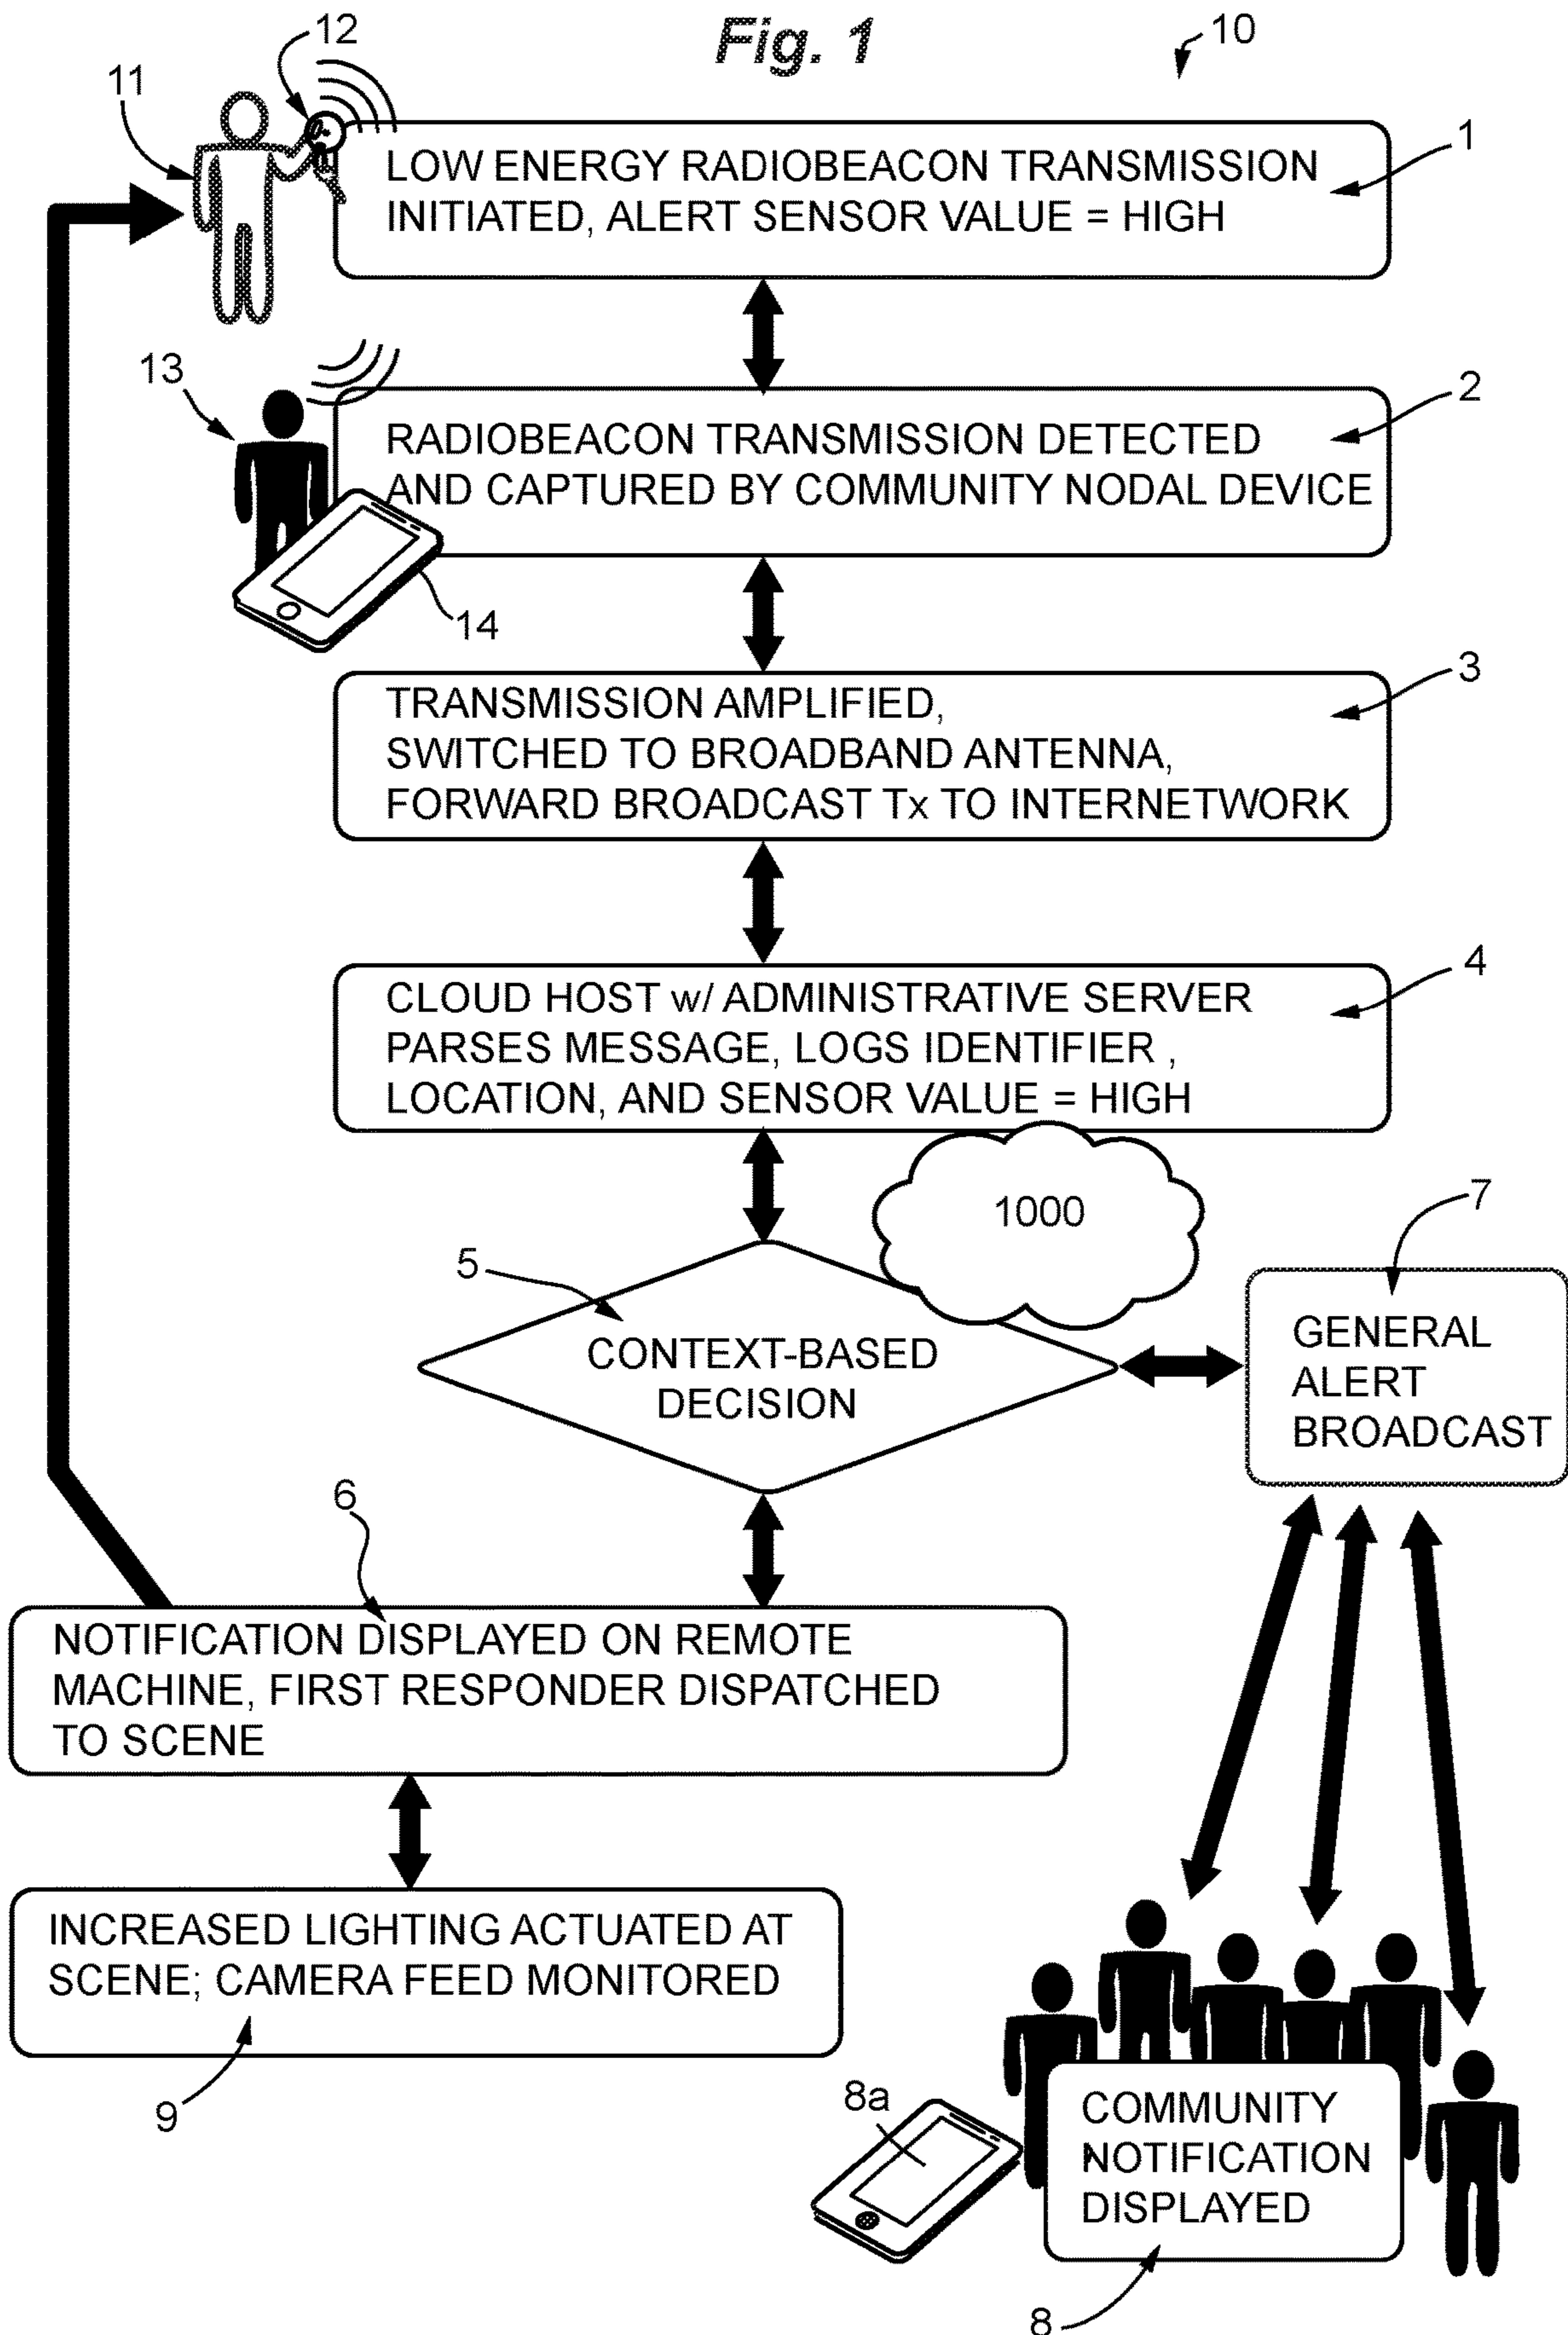 Fig. 1
10
12
11
1
LOW ENERGY RADIOBEACON TRANSMISSION
INITIATED, ALERT SENSOR VALUE = HIGH
13
2
RADIOBEACON TRANSMISSION DETECTED
AND CAPTURED BY COMMUNITY NODAL DEVICE
14
3
TRANSMISSION AMPLIFIED,
SWITCHED TO BROADBAND ANTENNA,
FORWARD BROADCAST Tx TO INTERNETWORK
4
CLOUD HOST w/ ADMINISTRATIVE SERVER
PARSES MESSAGE, LOGS IDENTIFIER ,
LOCATION, AND SENSOR VALUE = HIGH
1000
5
CONTEXT-BASED
DECISION
7
GENERAL
ALERT
BROADCAST
6
NOTIFICATION DISPLAYED ON REMOTE
MACHINE, FIRST RESPONDER DISPATCHED
TO SCENE
INCREASED LIGHTING ACTUATED AT
SCENE; CAMERA FEED MONITORED
9
8a
COMMUNITY
NOTIFICATION
DISPLAYED
8